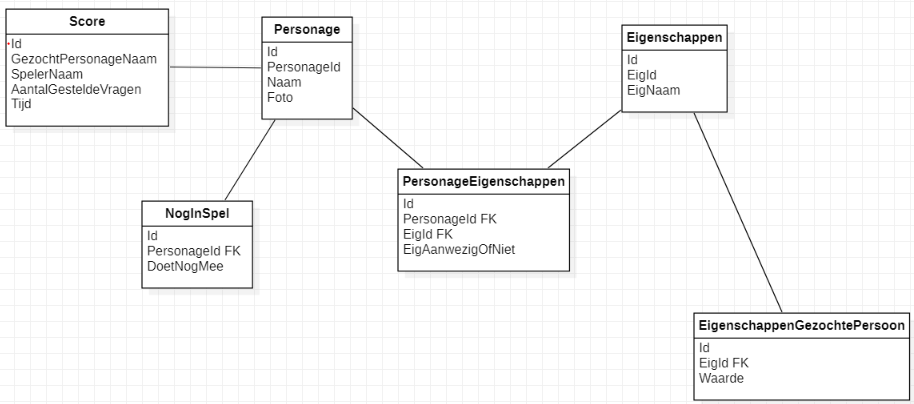 Score
Id
GezochtPersonageNaam
SpelerNaam
AantalGesteldeVragen
Tijd
Personage
Id
PersonageId
Naam
Foto
Eigenschappen
Id
EigId
EigNaam
PersonageEigenschappen
Id
PersonageId FK
EigId FK
EigAanwezigOfNiet
NogInSpel
Id
PersonageId FK
DoetNogMee
EigenschappenGezochtePersoon
Id
EigId FK
Waarde